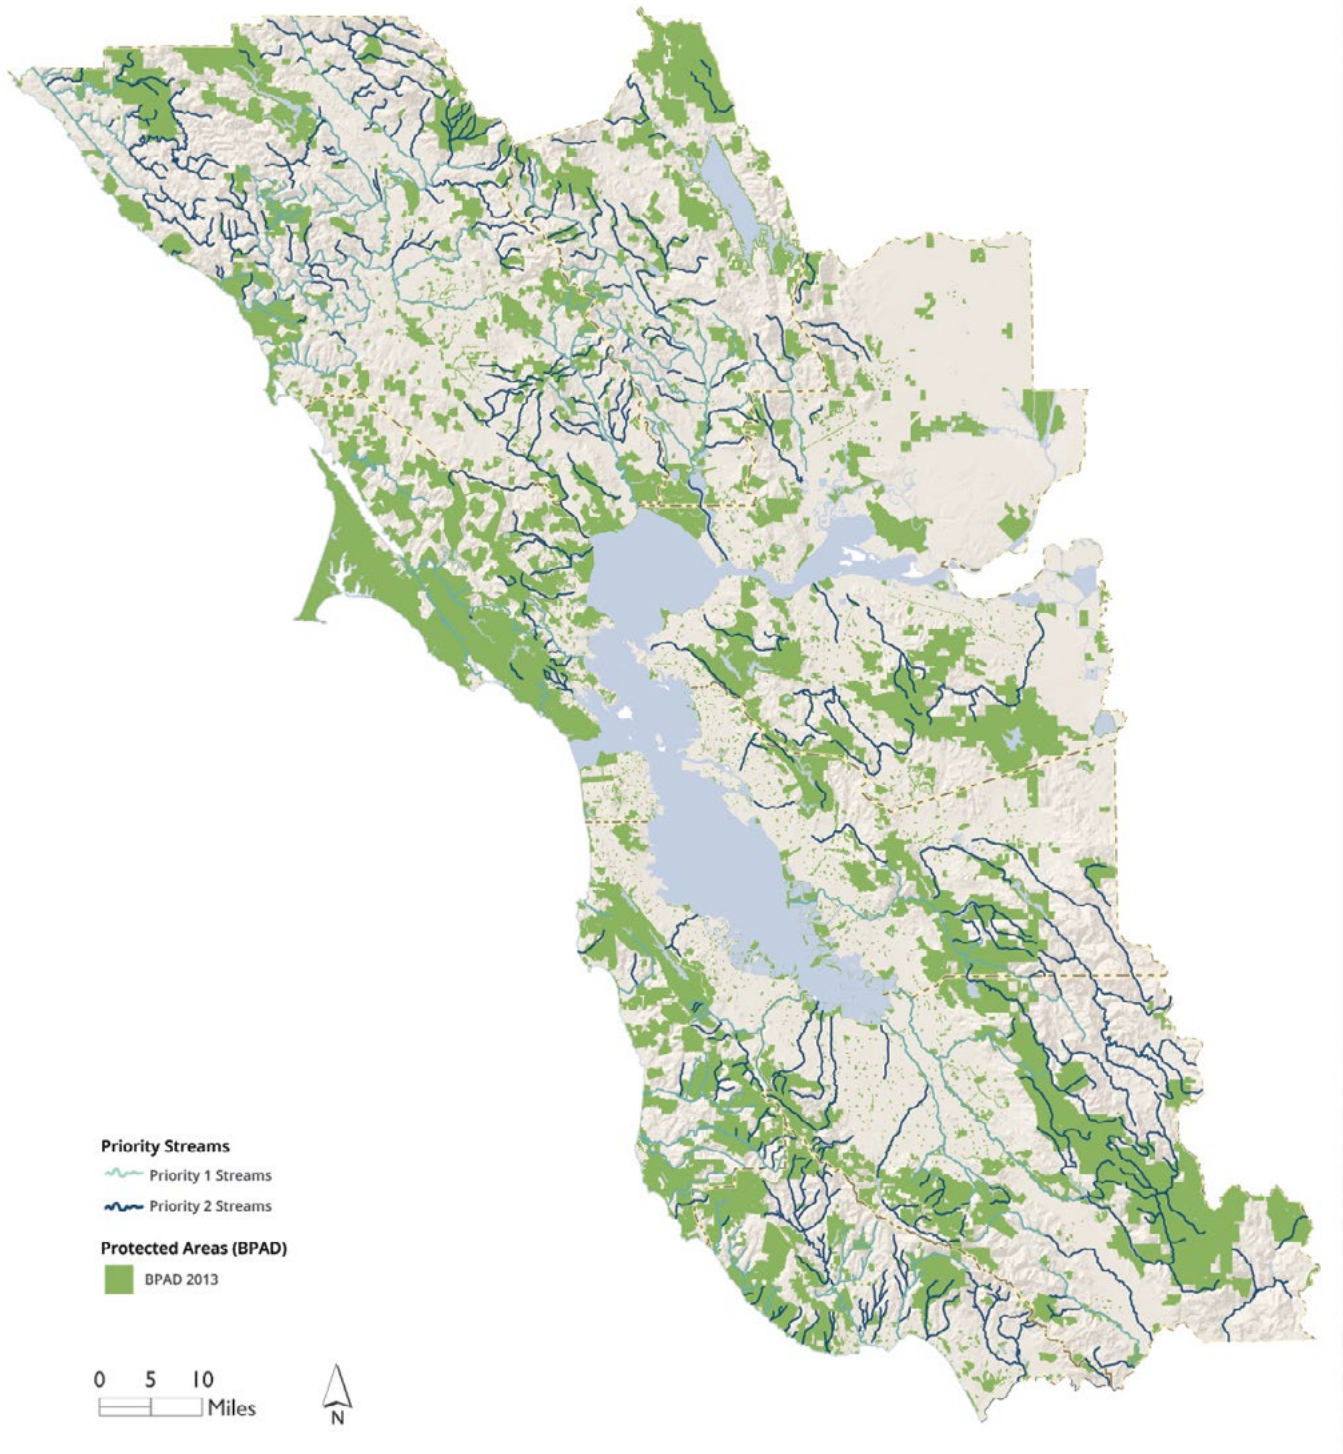 Priority Streams
Priority 1 Streams
Priority 2 Streams
Protected Areas (BPAD)
BPAD 2013
0 5 10
Miles
N